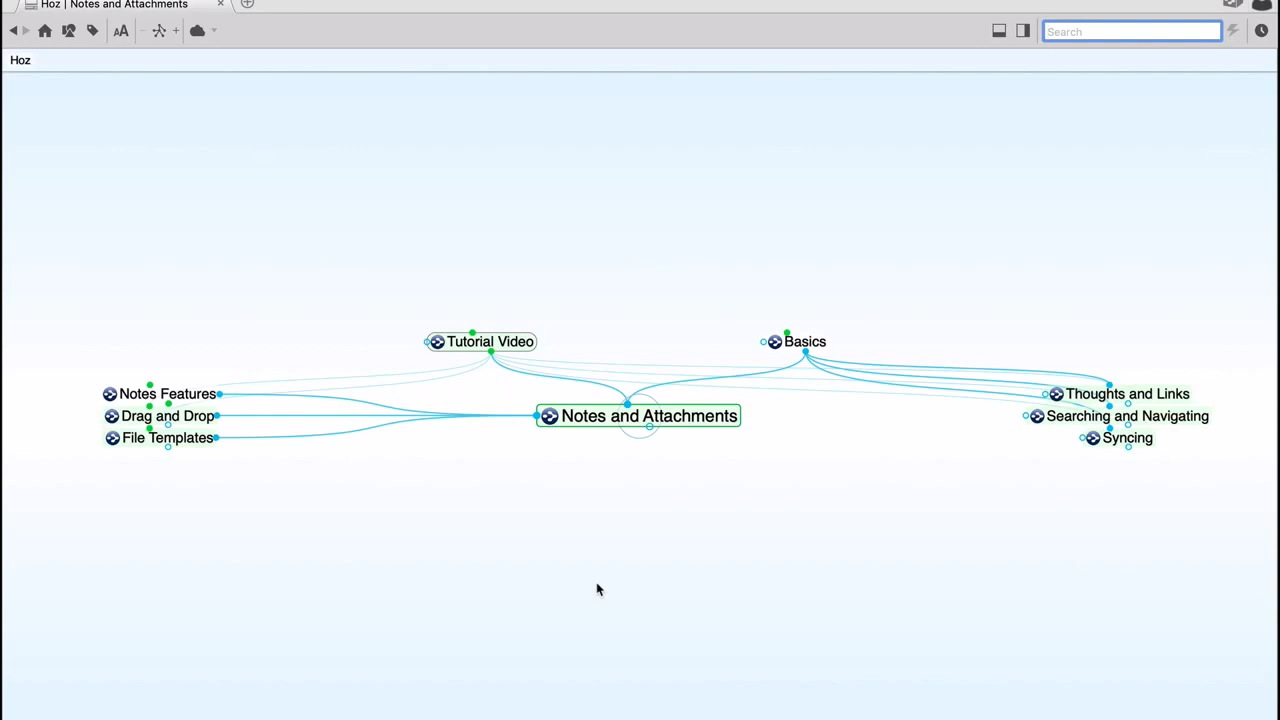 Hoz | Notes and Attachments
AA
Search
Hoz
Tutorial Video
Basics
Notes Features
Drag and Drop
File Templates
Notes and Attachments
Thoughts and Links
Searching and Navigating
Syncing